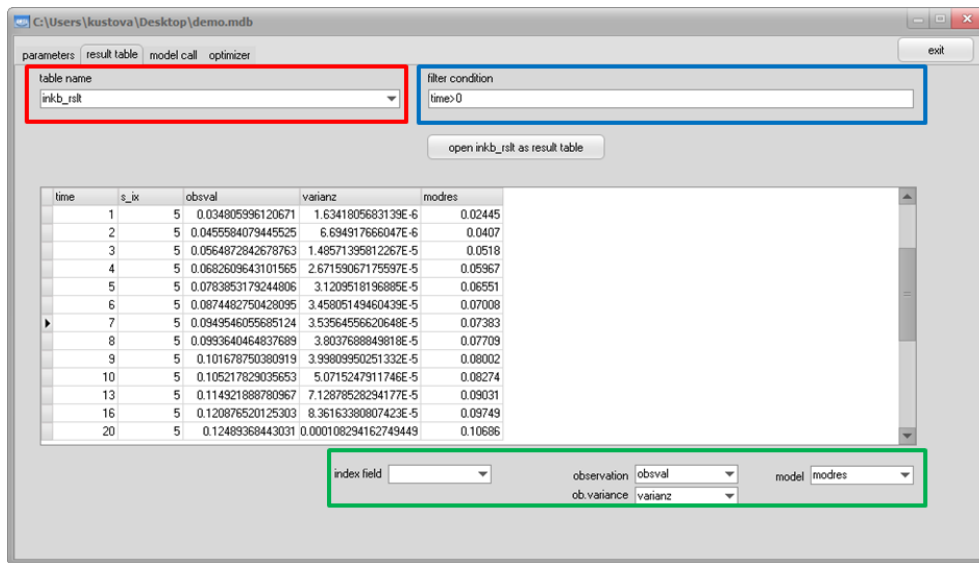 C:\Users\kustova\Desktop\demo.mdb
parameters result table model call optimizer exit
table name filter condition
inkb_rslt time>0
open inkb_rslt as result table
time s_ix obsval varianz modres
1 5 0.034805996120671 1.6341805683139E-6 0.02445
2 5 0.0455584079445525 6.694917666047E-6 0.0407
3 5 0.0564872842678763 1.48571395812267E-5 0.0518
4 5 0.0682609643101565 2.67159067175597E-5 0.05967
5 5 0.0783853179244806 3.1209518196885E-5 0.06551
6 5 0.0874482750428095 3.45805149460439E-5 0.07008
7 5 0.0949546055685124 3.53564556620648E-5 0.07383
8 5 0.0993640464837689 3.8037688849818E-5 0.07709
9 5 0.101678750380919 3.99809950251332E-5 0.08002
10 5 0.105217829035653 5.0715247911746E-5 0.08274
13 5 0.114921888780967 7.12878528294177E-5 0.09031
16 5 0.120876520125303 8.36163380807423E-5 0.09749
20 5 0.12489368443031 0.000108294162749449 0.10686
index field observation obsval model modres
ob.variance varianz